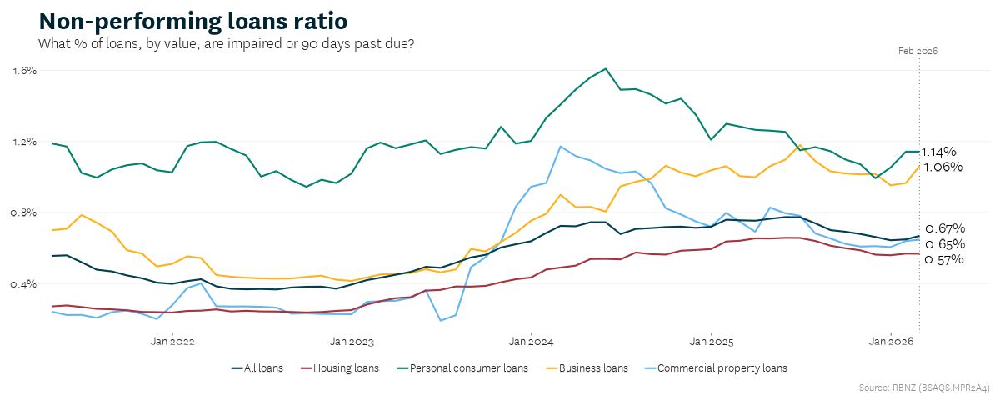 Non-performing loans ratio
What % of loans, by value, are impaired or 90 days past due?
Feb 2026
1.6%
1.2%
0.8%
0.4%
1.14%
1.06%
0.67%
0.65%
0.57%
Jan 2022 Jan 2023 Jan 2024 Jan 2025 Jan 2026
All loans Housing loans Personal consumer loans Business loans Commercial property loans
Source: RBNZ (BSAQS.MPR2A4)